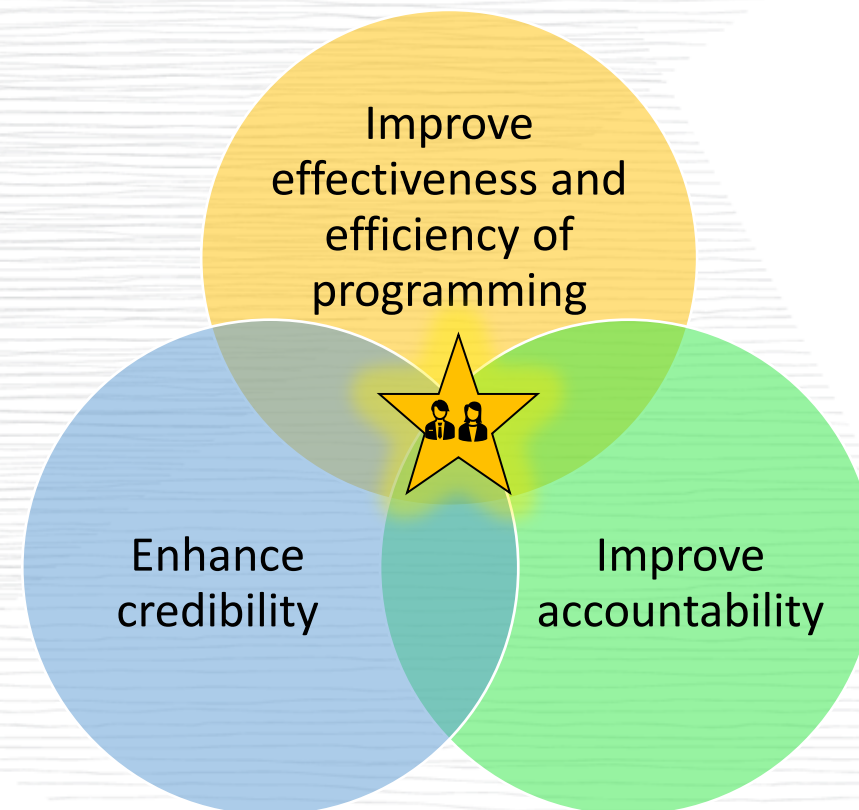 Improve
effectiveness and
efficiency of
programming
Enhance
credibility
Improve
accountability